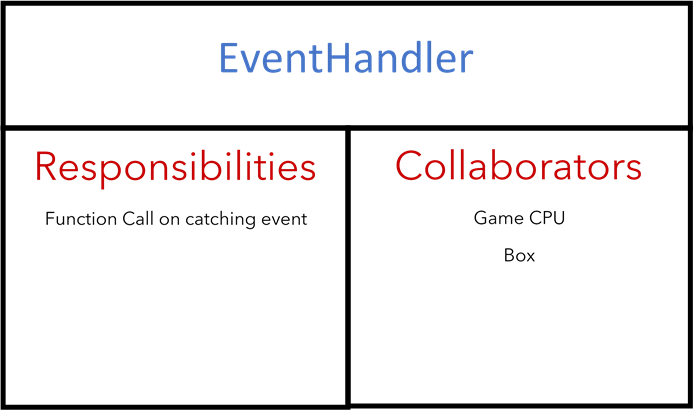 EventHandler
Responsibilities
Function Call on catching event
Collaborators
Game CPU
Box